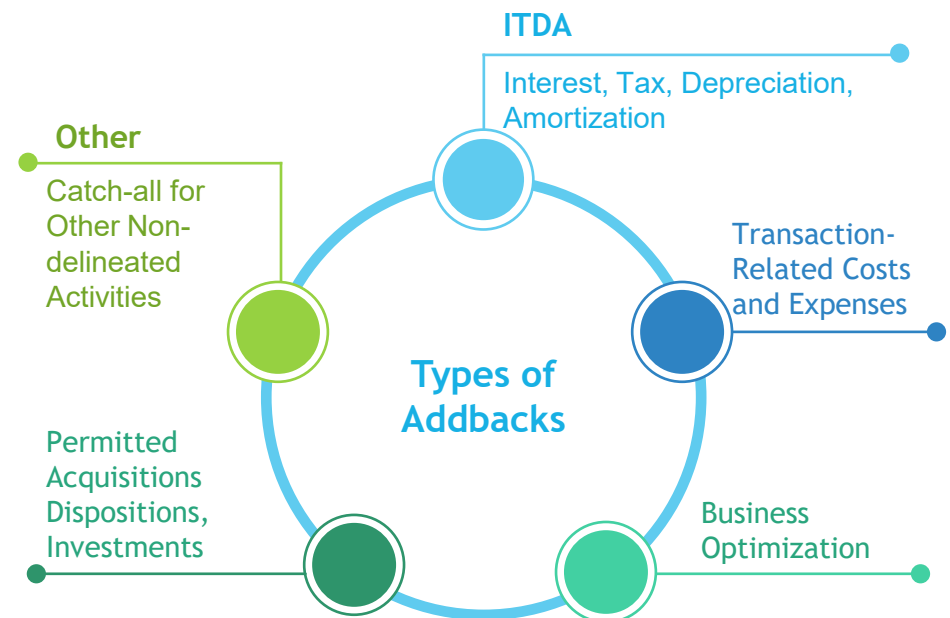 ITDA
Interest, Tax, Depreciation,
Amortization
Other
Catch-all for
Other Non-
delineated
Activities
Transaction-
Related Costs
and Expenses
Types of
Addbacks
Permitted
Acquisitions
Dispositions,
Investments
Business
Optimization